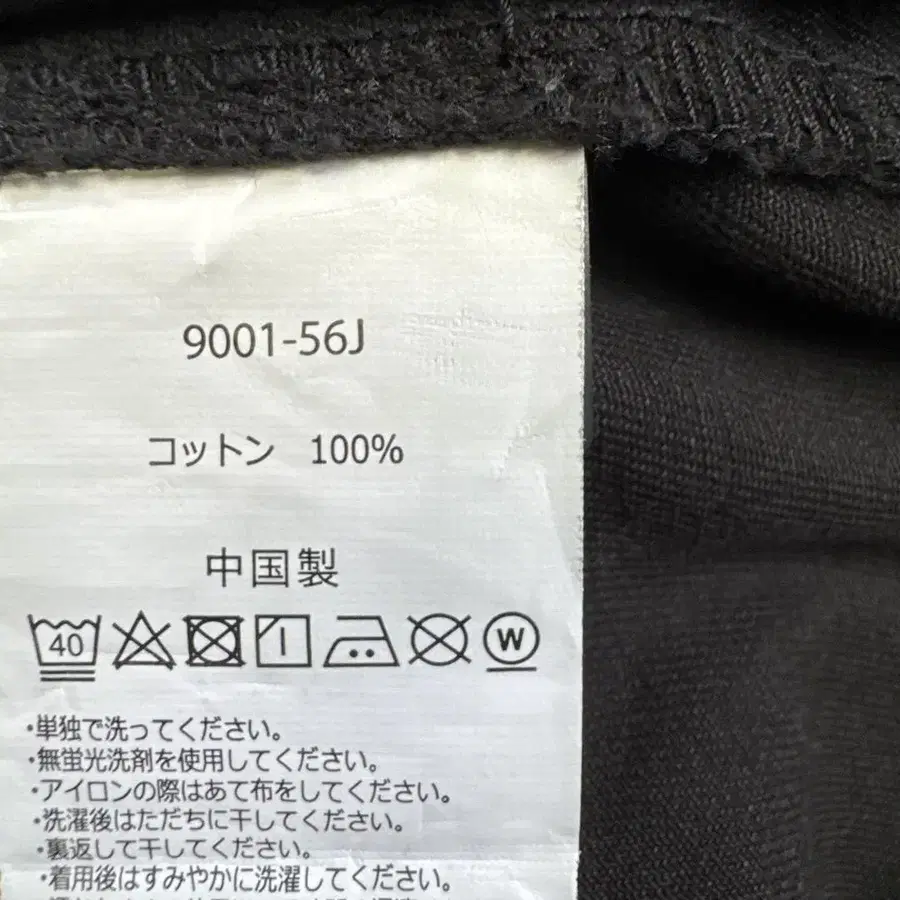 9001-56J
コットン 100%
中国製
40 W
・単独で洗ってください。
・無蛍光洗剤を使用してください。
・アイロンの際はあて布をしてください。
・洗濯後はただちに干してください。
・裏返して干してください。
・着用後はすみやかに洗濯してください。